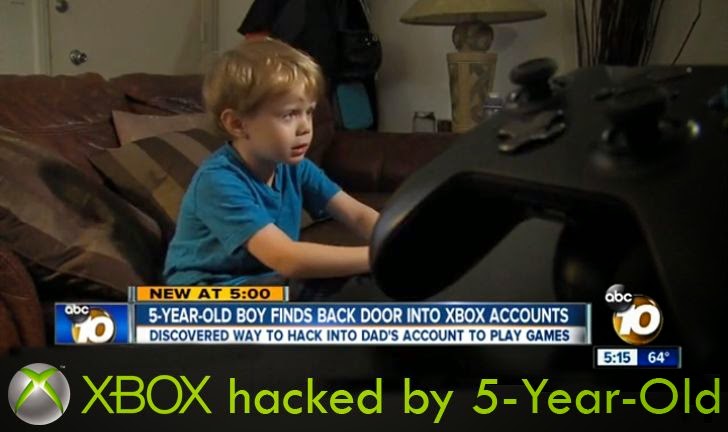 NEW AT 5:00
abc 10
5-YEAR-OLD BOY FINDS BACK DOOR INTO XBOX ACCOUNTS
DISCOVERED WAY TO HACK INTO DAD'S ACCOUNT TO PLAY GAMES
abc 10
5:15 64°
XBOX hacked by 5-Year-Old